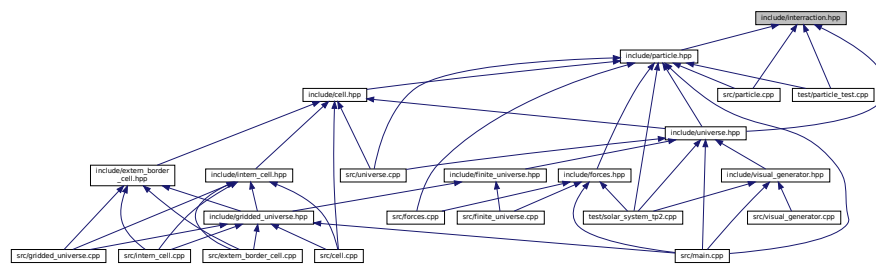 include/interraction.hpp
include/particle.hpp
include/cell.hpp
src/particle.cpp
test/particle_test.cpp
include/universe.hpp
include/extern_border
_cell.hpp
include/intern_cell.hpp
src/universe.cpp
include/finite_universe.hpp
include/forces.hpp
include/visual_generator.hpp
include/gridded_universe.hpp
src/forces.cpp
src/finite_universe.cpp
test/solar_system_tp2.cpp
src/visual_generator.cpp
src/gridded_universe.cpp
src/intern_cell.cpp
src/extern_border_cell.cpp
src/cell.cpp
src/main.cpp